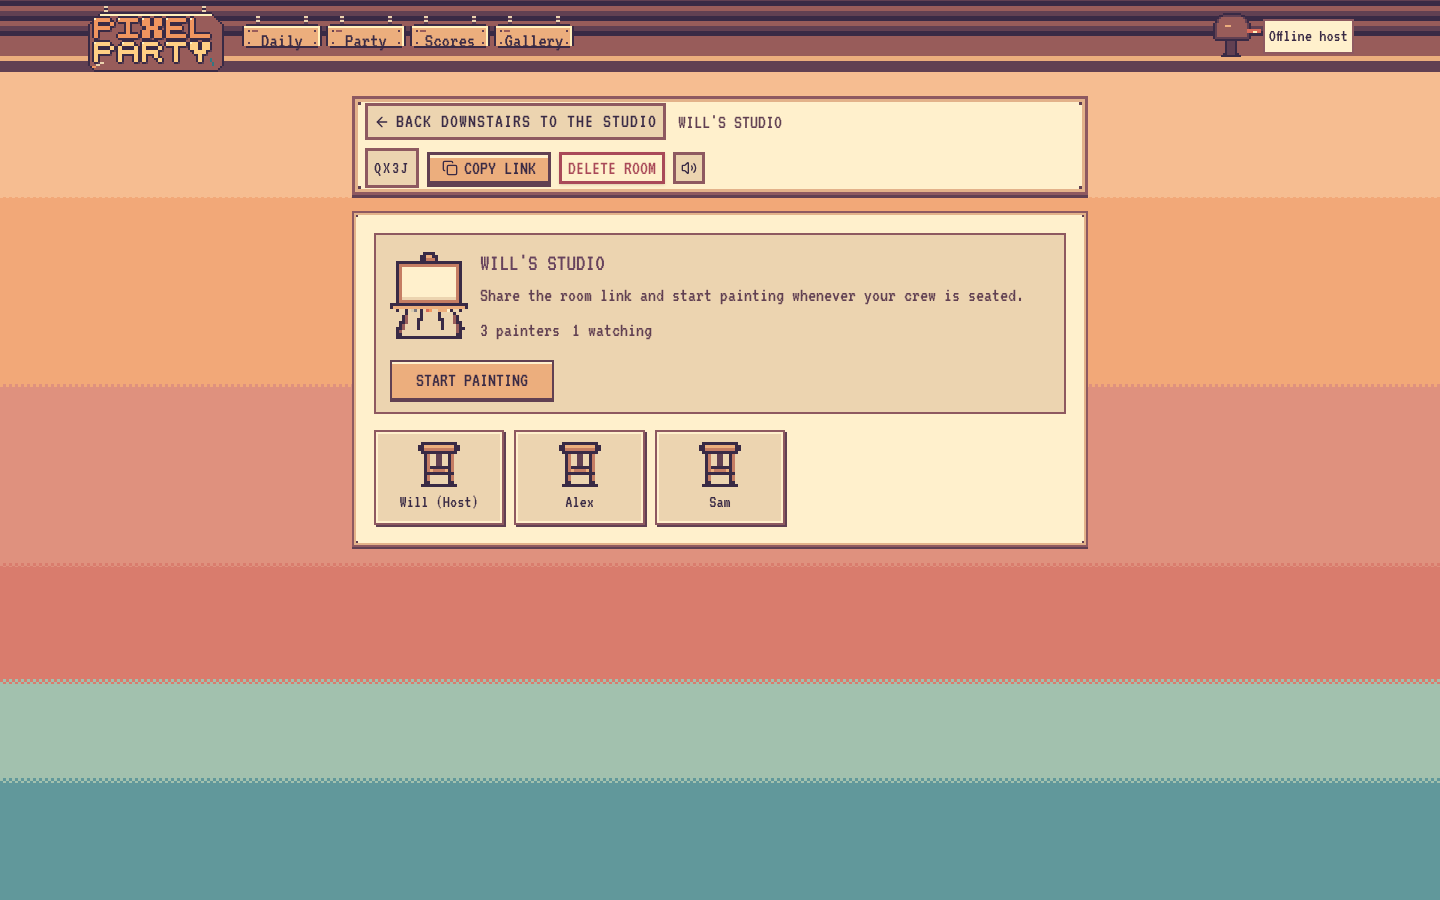 PIXEL
PARTY
Daily
Party
Scores
Gallery
Offline host
BACK DOWNSTAIRS TO THE STUDIO
WILL'S STUDIO
QX3J
COPY LINK
DELETE ROOM
WILL'S STUDIO
Share the room link and start painting whenever your crew is seated.
3 painters 1 watching
START PAINTING
Will (Host)
Alex
Sam